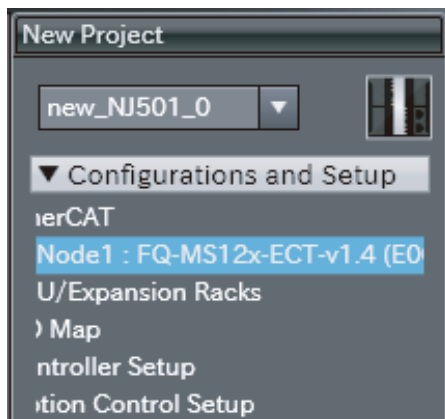 New Project
new_NJ501_0
▼ Configurations and Setup
erCAT
Node1 : FQ-MS12x-ECT-v1.4 (E0
U/Expansion Racks
Map
ntroller Setup
tion Control Setup